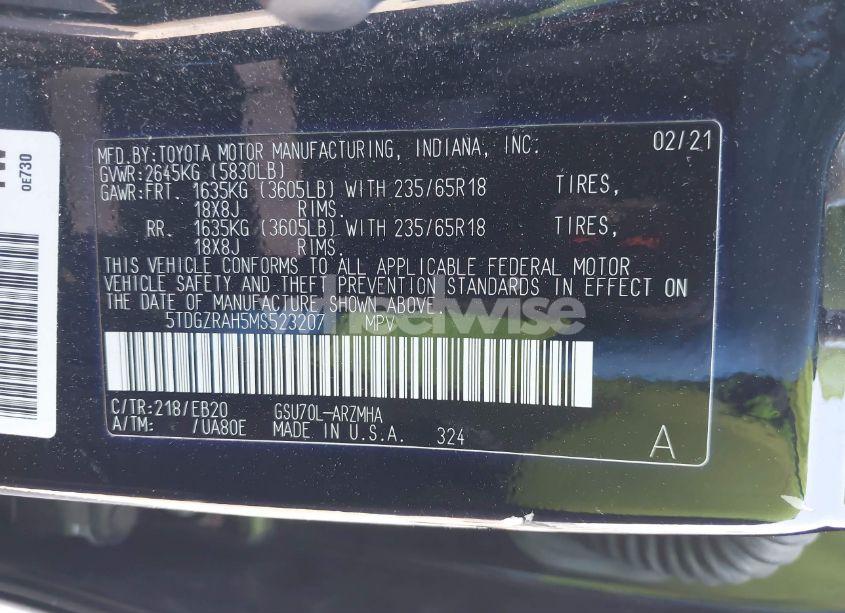 MFD.BY:TOYOTA MOTOR MANUFACTURING, INDIANA, INC. 02/21
GVWR:2645KG (5830LB)
GAWR:FRT. 1635KG (3605LB) WITH 235/65R18 TIRES,
18X8J RIMS.
RR. 1635KG (3605LB) WITH 235/65R18 TIRES,
18X8J RIMS.
THIS VEHICLE CONFORMS TO ALL APPLICABLE FEDERAL MOTOR
VEHICLE SAFETY AND THEFT PREVENTION STANDARDS IN EFFECT ON
THE DATE OF MANUFACTURE SHOWN ABOVE.
5TDGZRAH5MS523207 MPV
C/TR:218/EB20 GSU70L-ARZMHA
A/TM: /UA80E MADE IN U.S.A. 324 A
0E730